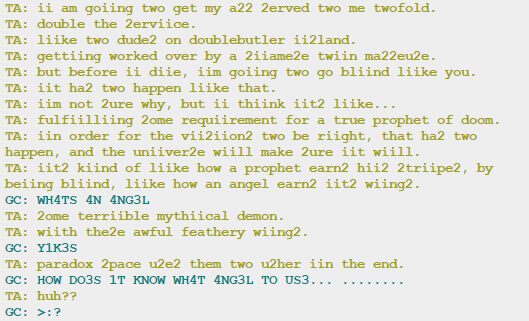 TA: ii am goiing two get my a22 2erved two me twofold.
TA: double the 2erviice.
TA: liike two dude2 on doublebutler ii2land.
TA: gettiing worked over by a 2iiame2e twiin ma22eu2e.
TA: but before ii diie, iim goiing two go bliind liike you.
TA: iit ha2 two happen liike that.
TA: iim not 2ure why, but ii thiink iit2 liike...
TA: fulfiilliing 2ome requiirement for a true prophet of doom.
TA: iin order for the vii2iion2 two be riight, that ha2 two
happen, and the uniiver2e wiill make 2ure iit wiill.
TA: iit2 kiind of liike how a prophet earn2 hii2 2triipe2, by
beiing bliind, liike how an angel earn2 iit2 wiing2.
GC: WH4TS 4N 4NG3L
TA: 2ome terriible mythiical demon.
TA: wiith the2e awful feathery wiing2.
GC: Y1K3S
TA: paradox 2pace u2e2 them two u2her iin the end.
GC: HOW DO3S 1T KNOW WH4T 4NG3L TO US3... ........
TA: huh??
GC: >:?